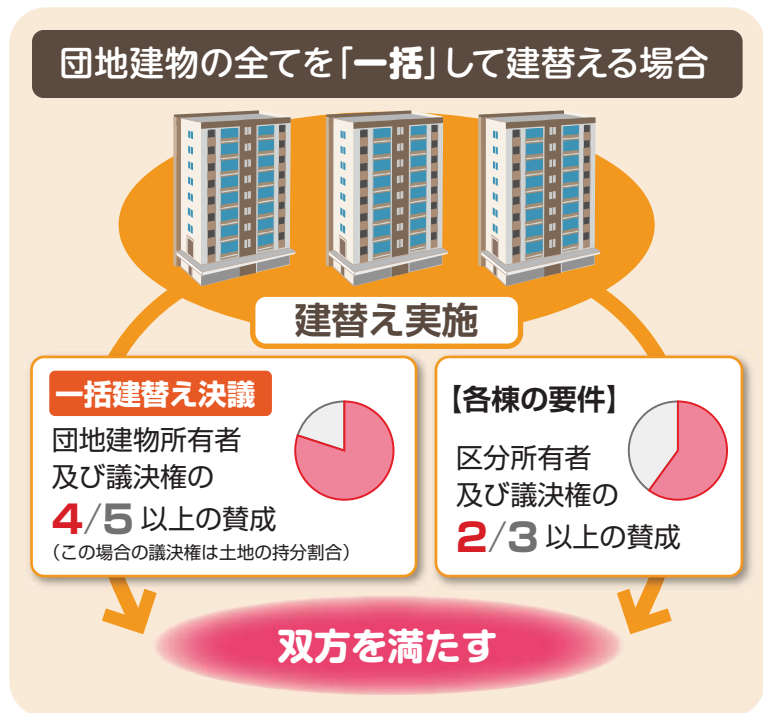 団地建物の全てを「一括」して建替える場合
建替え実施
一括建替え決議
団地建物所有者
及び議決権の
4/5 以上の賛成
（この場合の議決権は土地の持分割合）
【各棟の要件】
区分所有者
及び議決権の
2/3 以上の賛成
双方を満たす